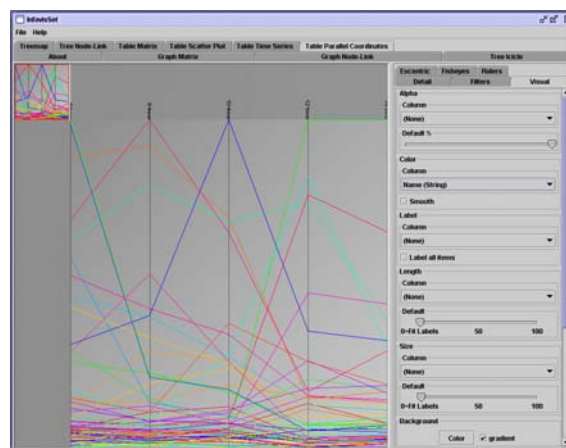 InfovisSet
File Help
Treemap Tree Node-Link Table Matrix Table Scatter Plot Table Time Series Table Parallel Coordinates
About Graph Matrix Graph Node-Link Tree Icicle
Eccentric Fisheyes Rulers
Detail Filters Visual
Alpha
Column
(None)
Default %
Color
Column
Name (String)
Smooth
Label
Column
(None)
Label all items
Length
Column
(None)
Default
0=Fit Labels 50 100
Size
Column
(None)
Default
0=Fit Labels 50 100
Background
Color gradient